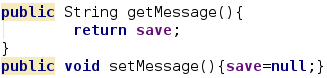 public String getMessage(){
        return save;
}
public void setMessage(){save=null;}